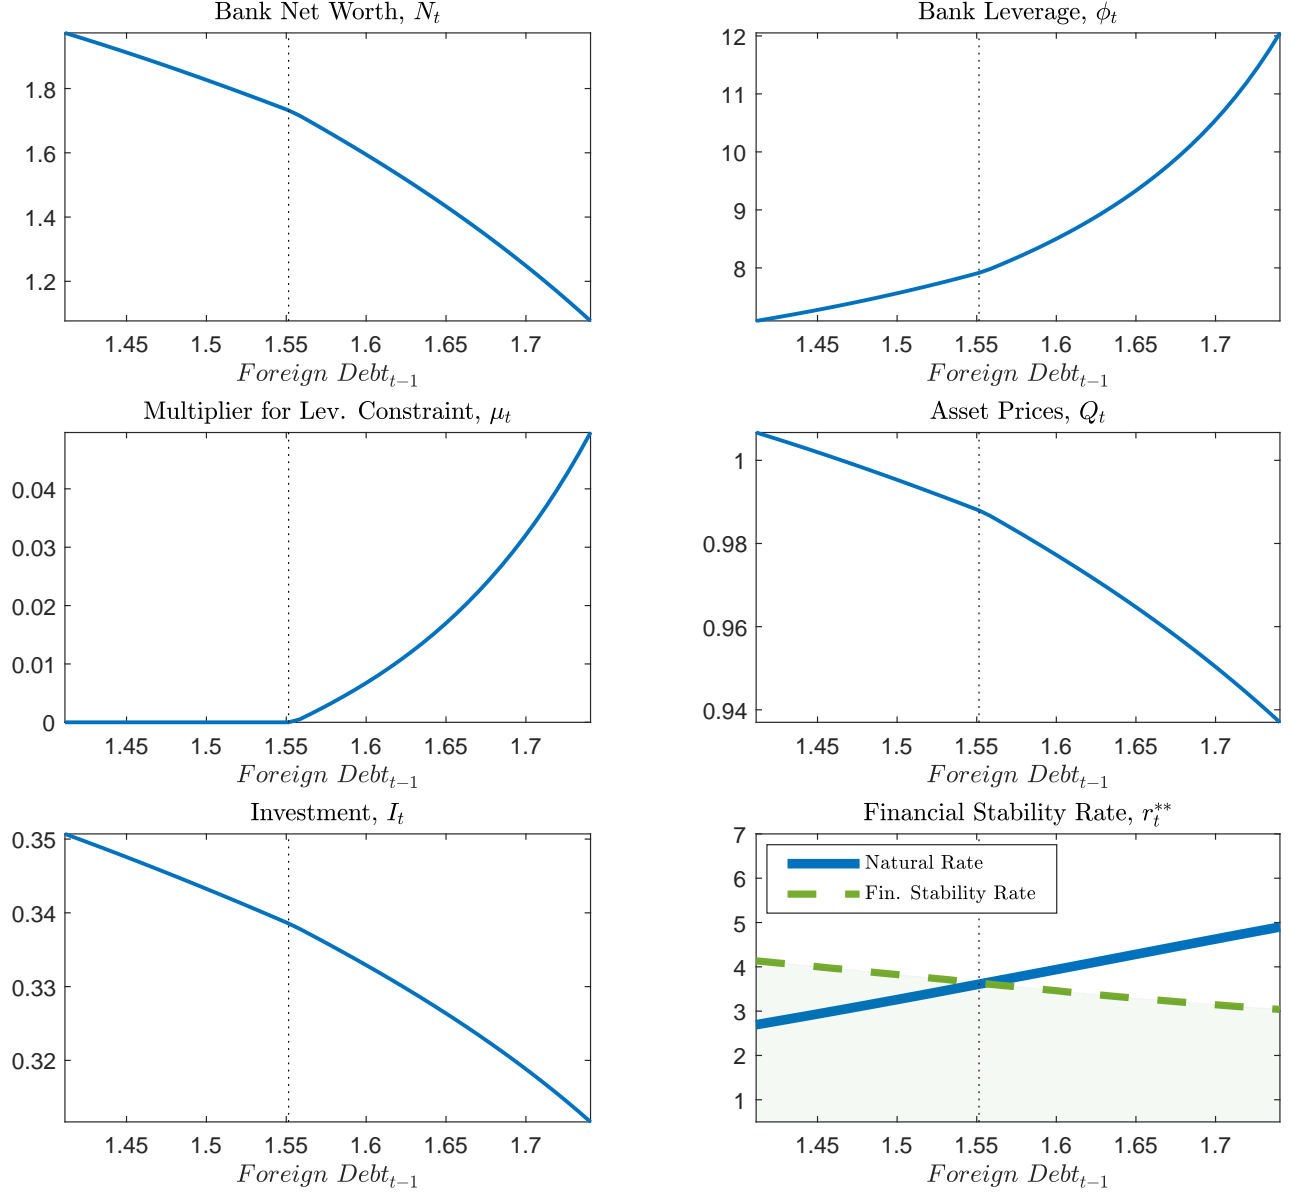 Bank Net Worth, N_t
1.8
1.6
1.4
1.2
1.45 1.5 1.55 1.6 1.65 1.7
Foreign Debt_{t−1}
Bank Leverage, ϕ_t
12
11
10
9
8
1.45 1.5 1.55 1.6 1.65 1.7
Foreign Debt_{t−1}
Multiplier for Lev. Constraint, μ_t
0.04
0.03
0.02
0.01
0
1.45 1.5 1.55 1.6 1.65 1.7
Foreign Debt_{t−1}
Asset Prices, Q_t
1
0.98
0.96
0.94
1.45 1.5 1.55 1.6 1.65 1.7
Foreign Debt_{t−1}
Investment, I_t
0.35
0.34
0.33
0.32
1.45 1.5 1.55 1.6 1.65 1.7
Foreign Debt_{t−1}
Financial Stability Rate, r_t^{**}
7
6
5
4
3
2
1
Natural Rate
Fin. Stability Rate
1.45 1.5 1.55 1.6 1.65 1.7
Foreign Debt_{t−1}